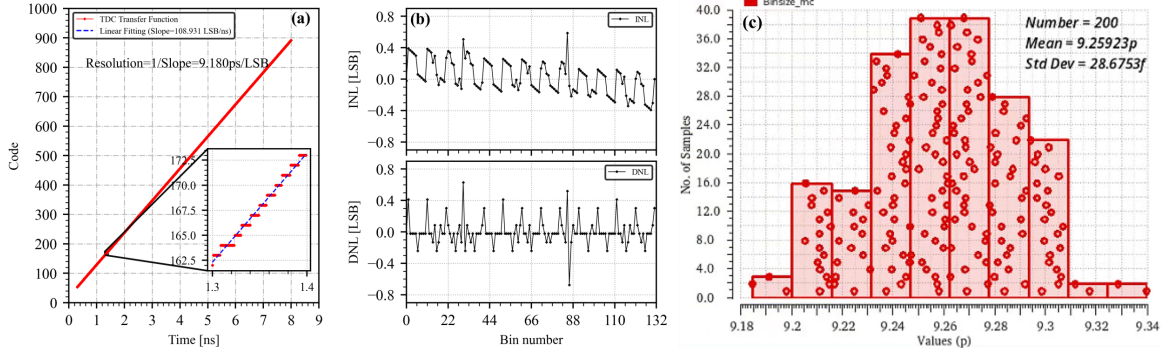 (a)
TDC Transfer Function
Linear Fitting (Slope=108.931 LSB/ns)
Resolution=1/Slope=9.180ps/LSB
1000
900
800
700
600
500
400
300
200
100
0
Code
172.5
170.0
167.5
165.0
162.5
1.3 1.4
0 1 2 3 4 5 6 7 8 9
Time [ns]
(b)
INL
0.8
0.4
0.0
−0.4
−0.8
INL [LSB]
DNL
0.8
0.4
0.0
−0.4
−0.8
DNL [LSB]
0 22 44 66 88 110 132
Bin number
Binsize_mc
(c)
Number = 200
Mean = 9.25923p
Std Dev = 28.6753f
40.0
36.0
32.0
28.0
24.0
20.0
16.0
12.0
8.0
4.0
0.0
No. of Samples
9.18 9.2 9.22 9.24 9.26 9.28 9.3 9.32 9.34
Values (p)